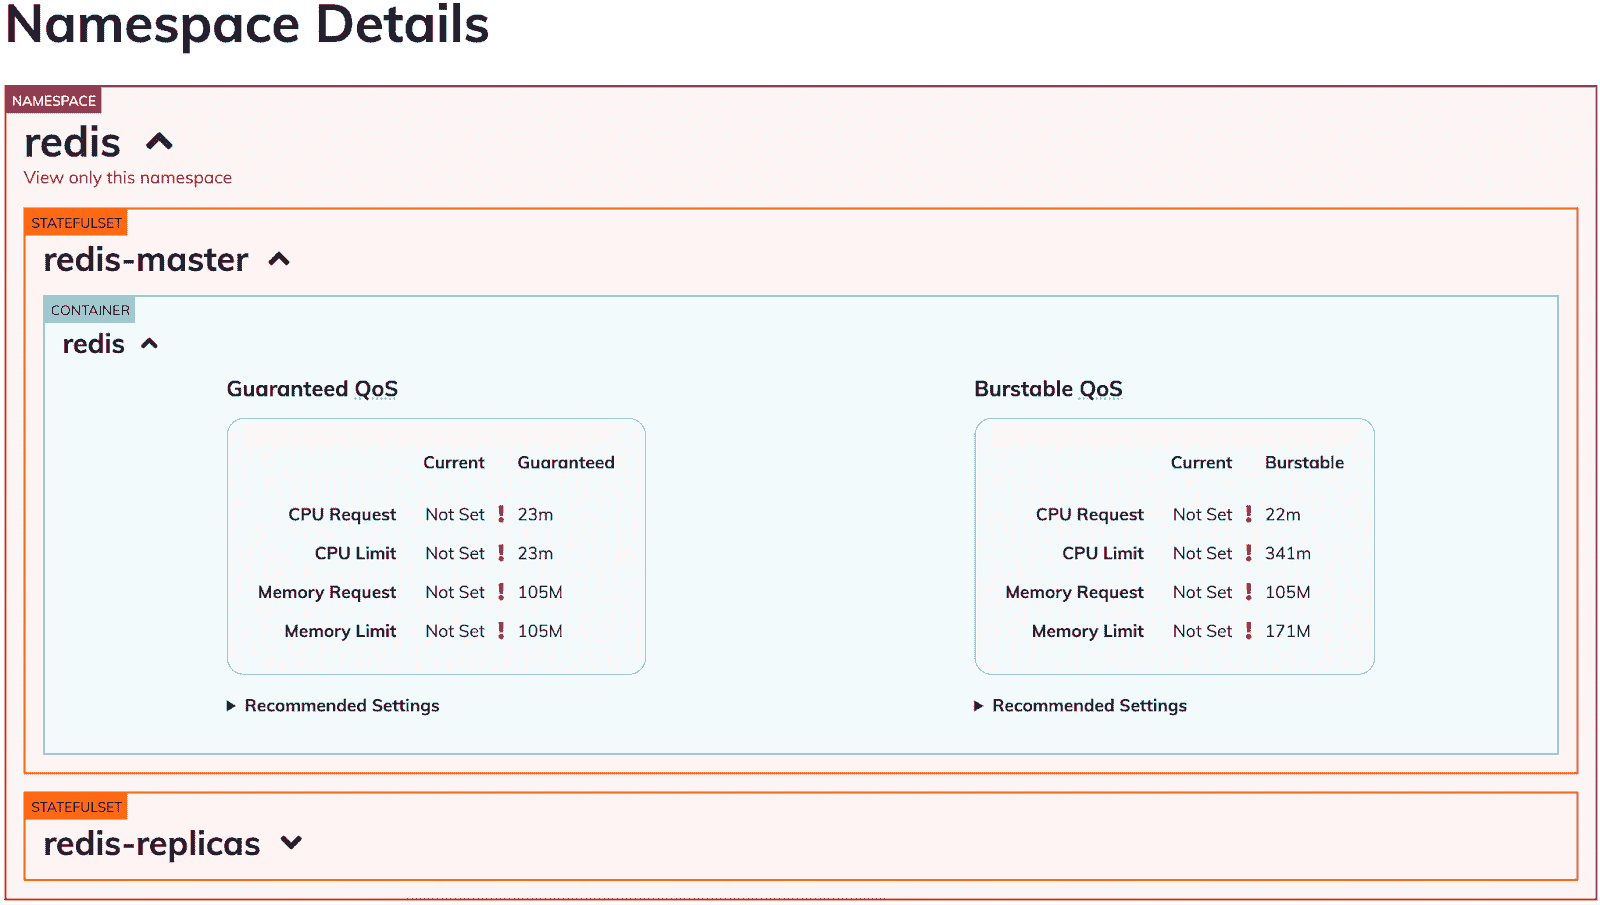 Namespace Details
NAMESPACE
redis
View only this namespace
STATEFULSET
redis-master
CONTAINER
redis
Guaranteed QoS
Current Guaranteed
CPU Request Not Set ! 23m
CPU Limit Not Set ! 23m
Memory Request Not Set ! 105M
Memory Limit Not Set ! 105M
Recommended Settings
Burstable QoS
Current Burstable
CPU Request Not Set ! 22m
CPU Limit Not Set ! 341m
Memory Request Not Set ! 105M
Memory Limit Not Set ! 171M
Recommended Settings
STATEFULSET
redis-replicas